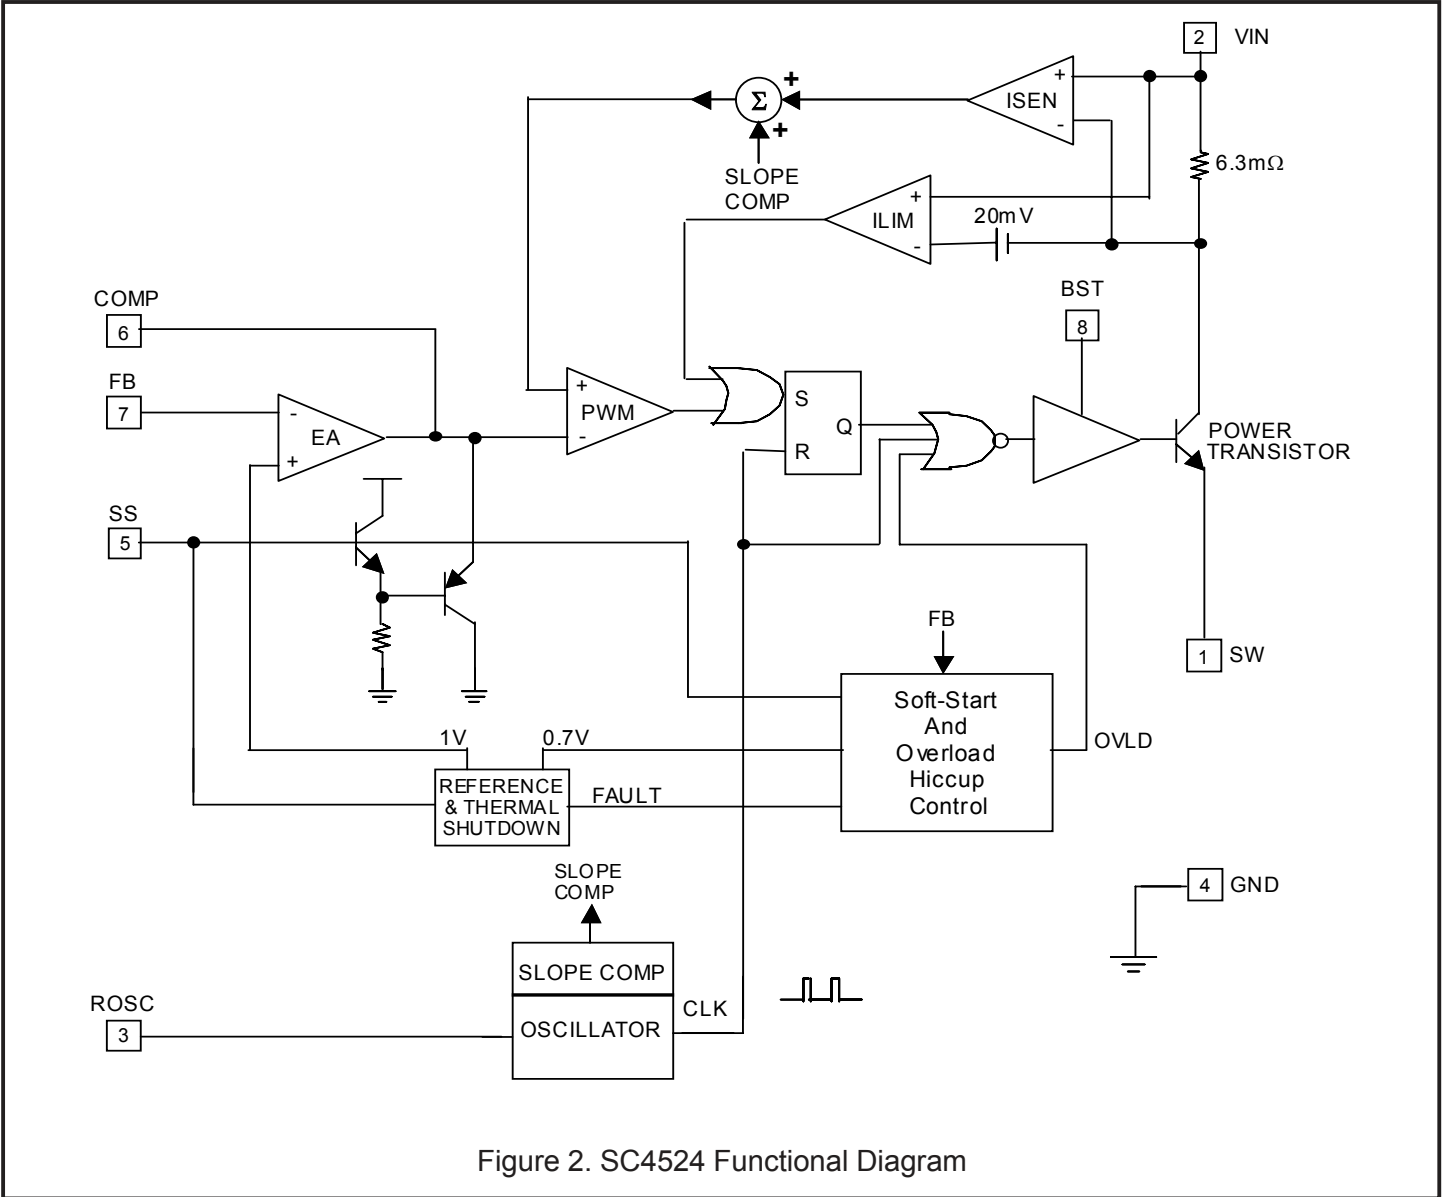 2 VIN
+
+
ISEN
Σ
-
+
6.3mΩ
SLOPE
COMP
+
20mV
ILIM
-
COMP
6
BST
8
FB
7
-
EA
+
+
PWM
-
S
Q
R
POWER
TRANSISTOR
SS
5
FB
1 SW
Soft-Start
And
Overload
Hiccup
Control
OVLD
1V
0.7V
REFERENCE
& THERMAL
SHUTDOWN
FAULT
SLOPE
COMP
4 GND
SLOPE COMP
ROSC
3
OSCILLATOR
CLK
Figure 2. SC4524 Functional Diagram